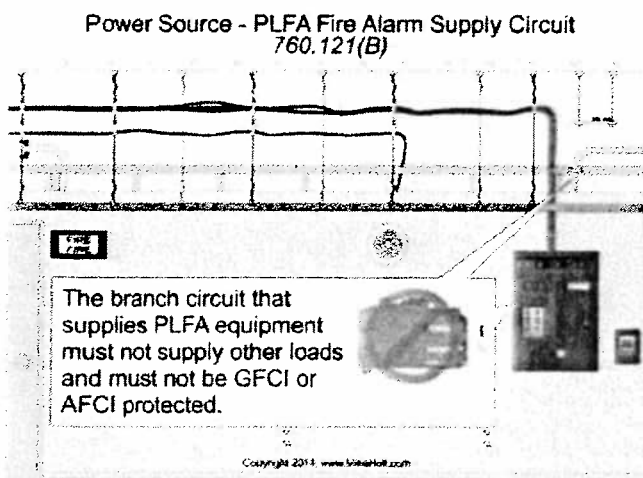 Power Source - PLFA Fire Alarm Supply Circuit
760.121(B)
The branch circuit that
supplies PLFA equipment
must not supply other loads
and must not be GFCI or
AFCI protected.
Copyright 2014, www.MikeHolt.com